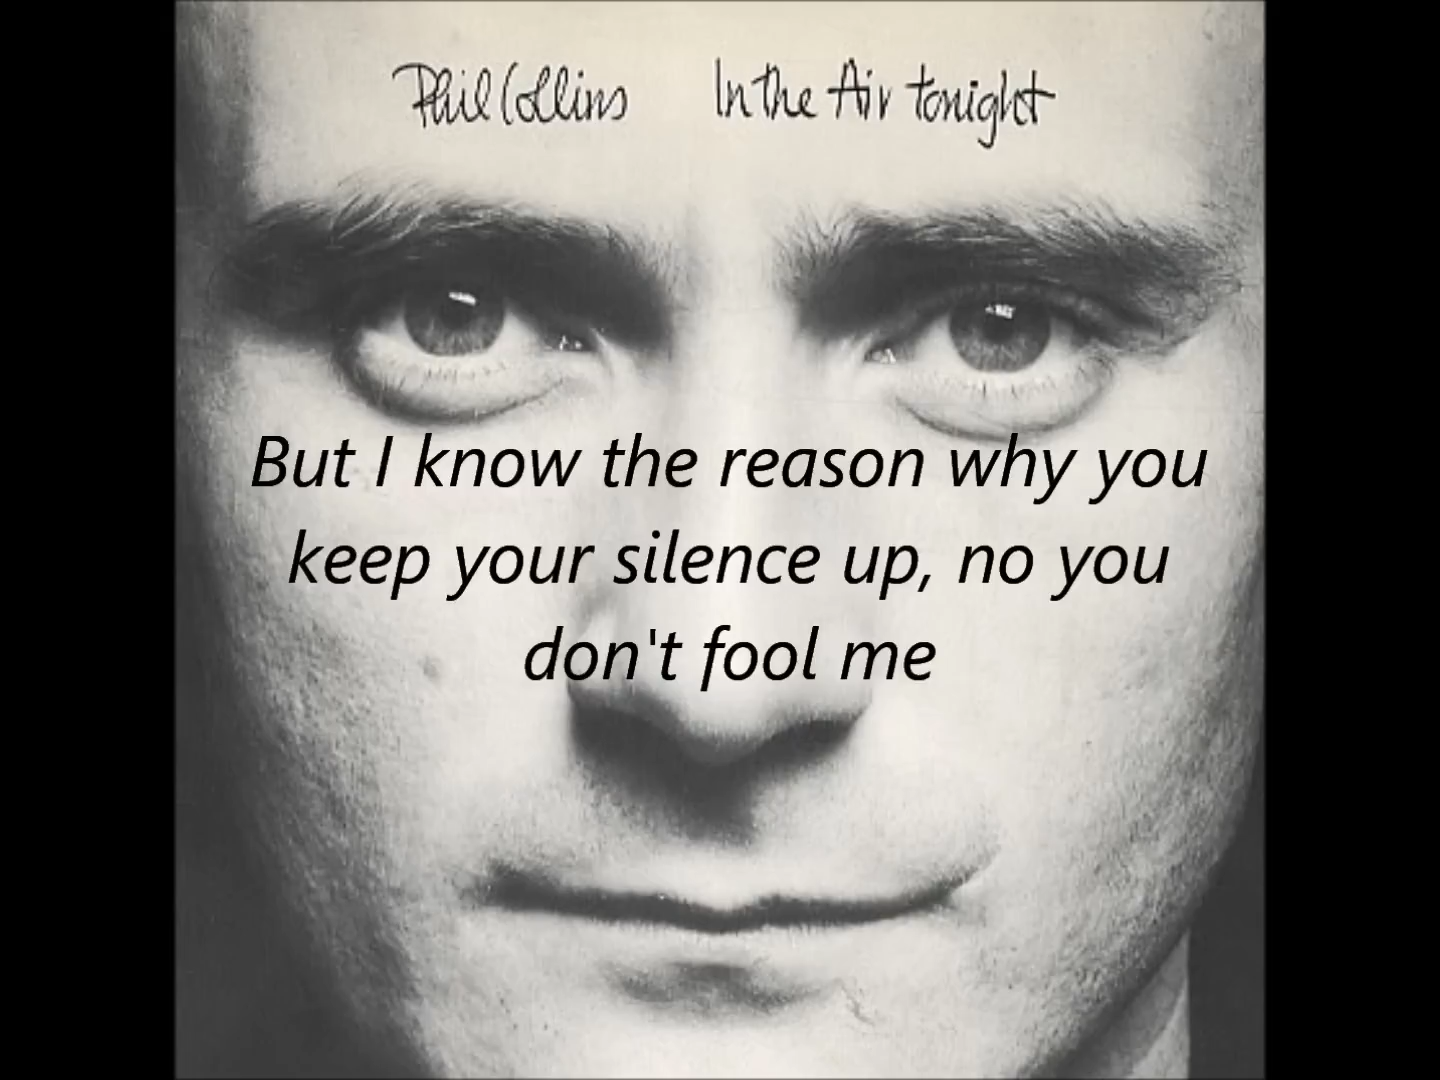 Phil Collins In the Air tonight
But I know the reason why you
keep your silence up, no you
don't fool me